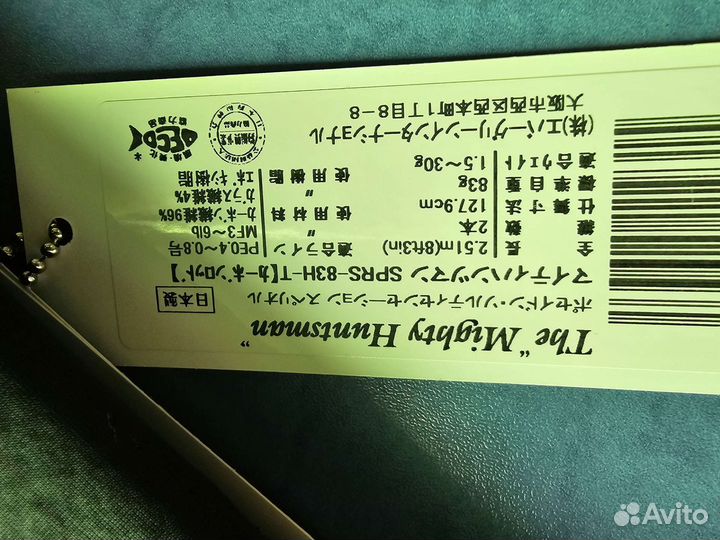 The “Mighty Huntsman”
ポセイドン・ソルティセンセーション スペリオル
マイティハンツマン SPRS-83H-T【カーボンロッド】
日本製
全長 2.51m(8ft3in) 適合ライン PE0.4～0.8号
継数 2本 〃 MF3～6lb
仕舞寸法 127.9cm 使用材料 カーボン繊維96%
標準自重 83g 〃 ガラス繊維4%
適合ウェイト 1.5～30g 使用樹脂 エポキシ樹脂
(株)エバーグリーンインターナショナル
大阪市西区西本町1丁目8-8
ECO
協力商品
Avito